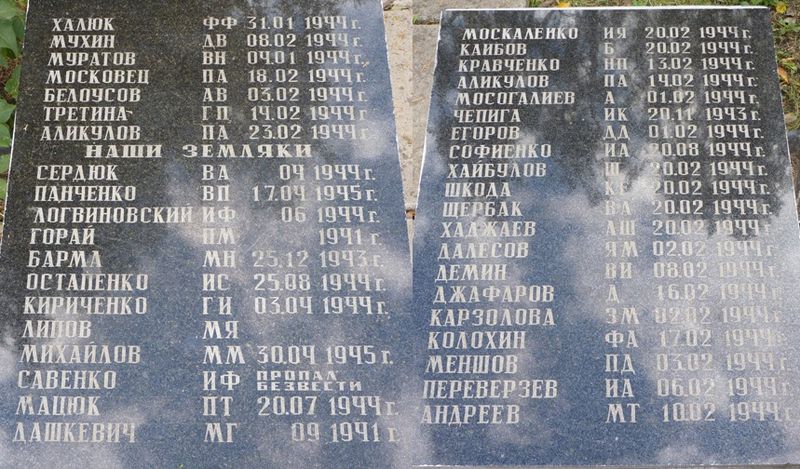 ХАЛЮК ФФ 31.01 1944 г.
МУХИН ДВ 08.02 1944 г.
МУРАТОВ ВН 04.01 1944 г.
МОСКОВЕЦ ПА 18.02 1944 г.
БЕЛОУСОВ АВ 03.02 1944 г.
ТРЕТИНА ГП 14.02 1944 г.
АЛИКУЛОВ ПА 23.02 1944 г.
НАШИ ЗЕМЛЯКИ
СЕРДЮК ВА 04 1944 г.
ПАНЧЕНКО ВП 17.04 1945 г.
ЛОГВИНОВСКИЙ ИФ 06 1944 г.
ГОРАЙ ПМ 1941 г.
БАРМА МН 25.12 1943 г.
ОСТАПЕНКО ИС 25.08 1944 г.
КИРИЧЕНКО ГИ 03.04 1944 г.
ЛИПОВ МЯ
МИХАЙЛОВ ММ 30.04 1945 г.
САВЕНКО ИФ ПРОПАЛ БЕЗВЕСТИ
МАЦЮК ПТ 20.07 1944 г.
ДАШКЕВИЧ МГ 09 1941 г.
МОСКАЛЕНКО ИЯ 20.02 1944 г.
КЛИБОВ Б 20.02 1944 г.
КРАВЧЕНКО НП 13.02 1944 г.
АЛИКУЛОВ ПА 14.02 1944 г.
МОСОГАЛИЕВ А 01.02 1944 г.
ЧЕПИГА ИК 20.11 1943 г.
ЕГОРОВ ДД 01.02 1944 г.
СОФИЕНКО ИА 20.08 1944 г.
ХАЙБУЛОВ Ш 20.02 1944 г.
ШКОДА КЕ 20.02 1944 г.
ЩЕРБАК ВА 20.02 1944 г.
ХАДЖАЕВ АШ 20.02 1944 г.
ДАЛЕСОВ ЯМ 02.02 1944 г.
ДЕМИН ВИ 08.02 1944 г.
ДЖАФАРОВ Д 16.02 1944 г.
КАРЗОЛОВА ЗМ 02.02 1944 г.
КОЛОХИН ФА 17.02 1944 г.
МЕНШОВ ПД 03.02 1944 г.
ПЕРЕВЕРЗЕВ ИА 06.02 1944 г.
АНДРЕЕВ МТ 10.02 1944 г.